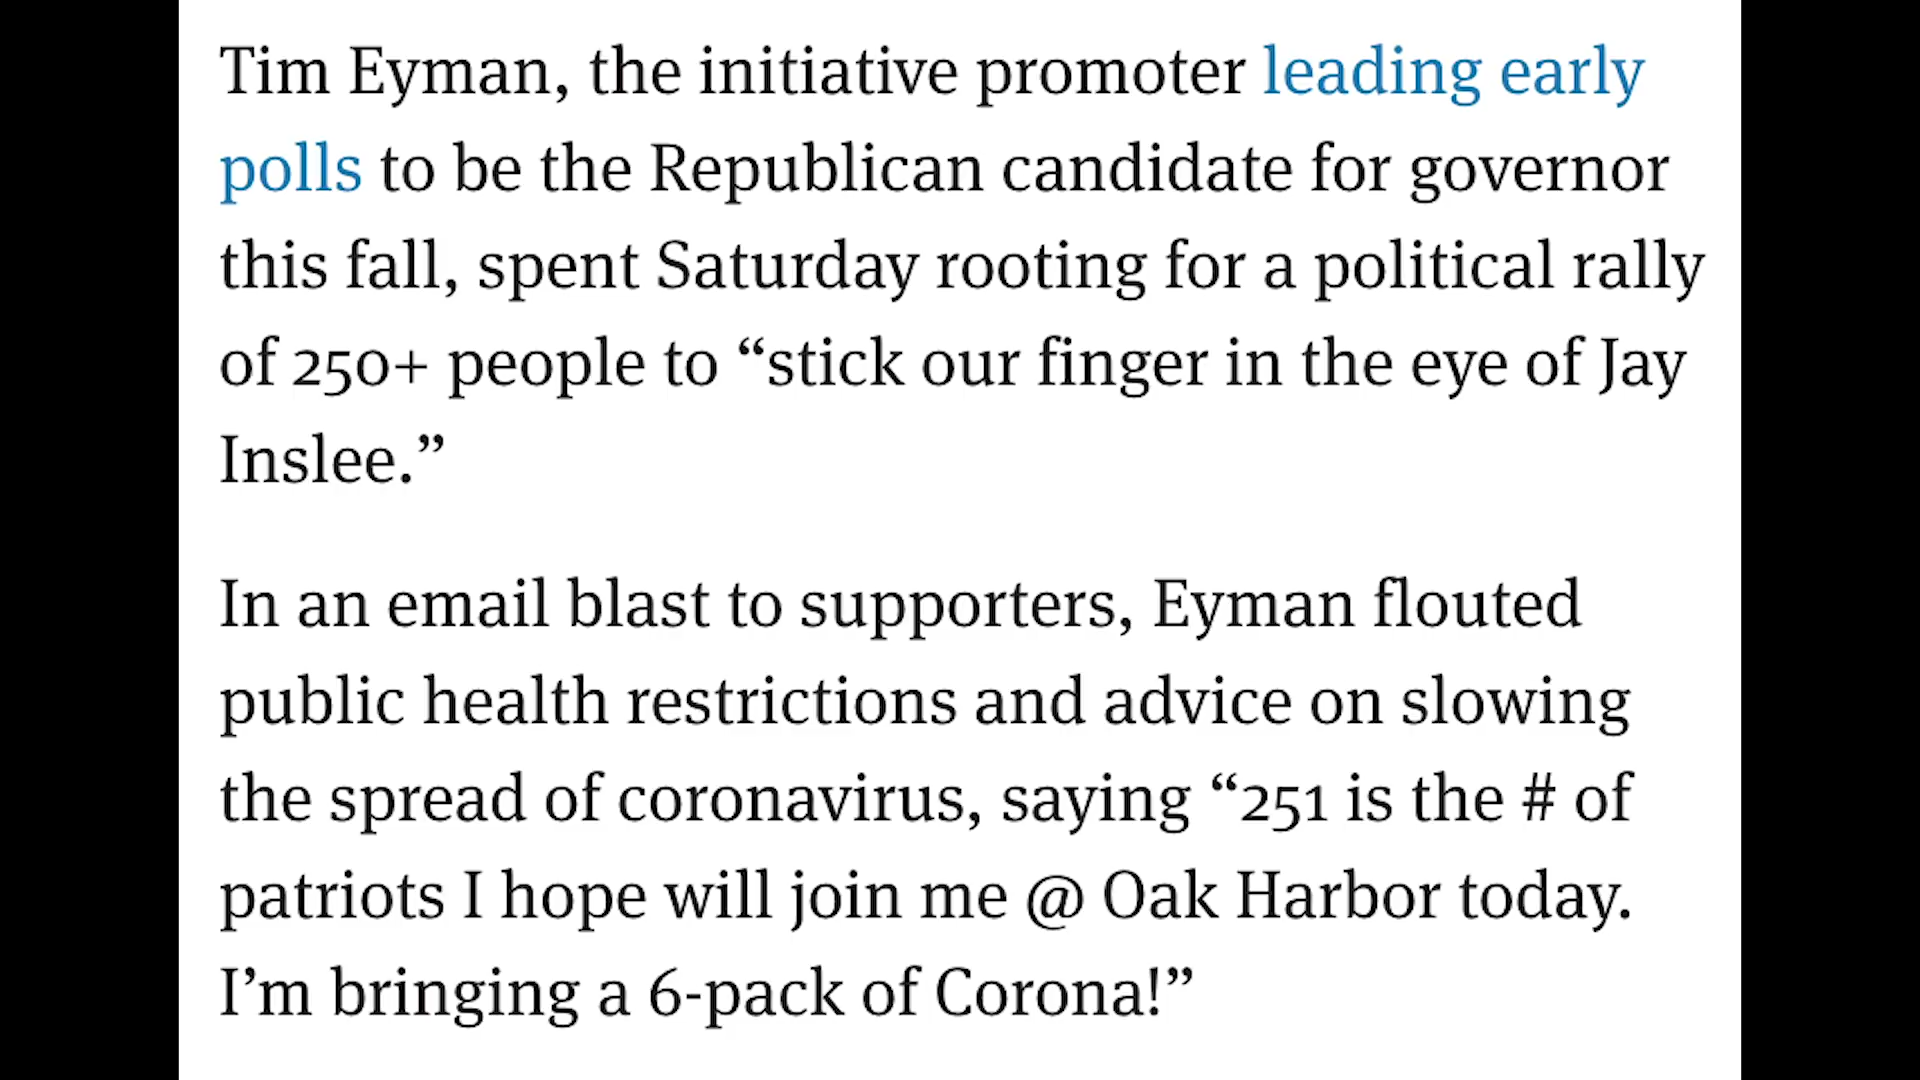 Tim Eyman, the initiative promoter leading early
polls to be the Republican candidate for governor
this fall, spent Saturday rooting for a political rally
of 250+ people to “stick our finger in the eye of Jay
Inslee.”
In an email blast to supporters, Eyman flouted
public health restrictions and advice on slowing
the spread of coronavirus, saying “251 is the # of
patriots I hope will join me @ Oak Harbor today.
I’m bringing a 6-pack of Corona!”